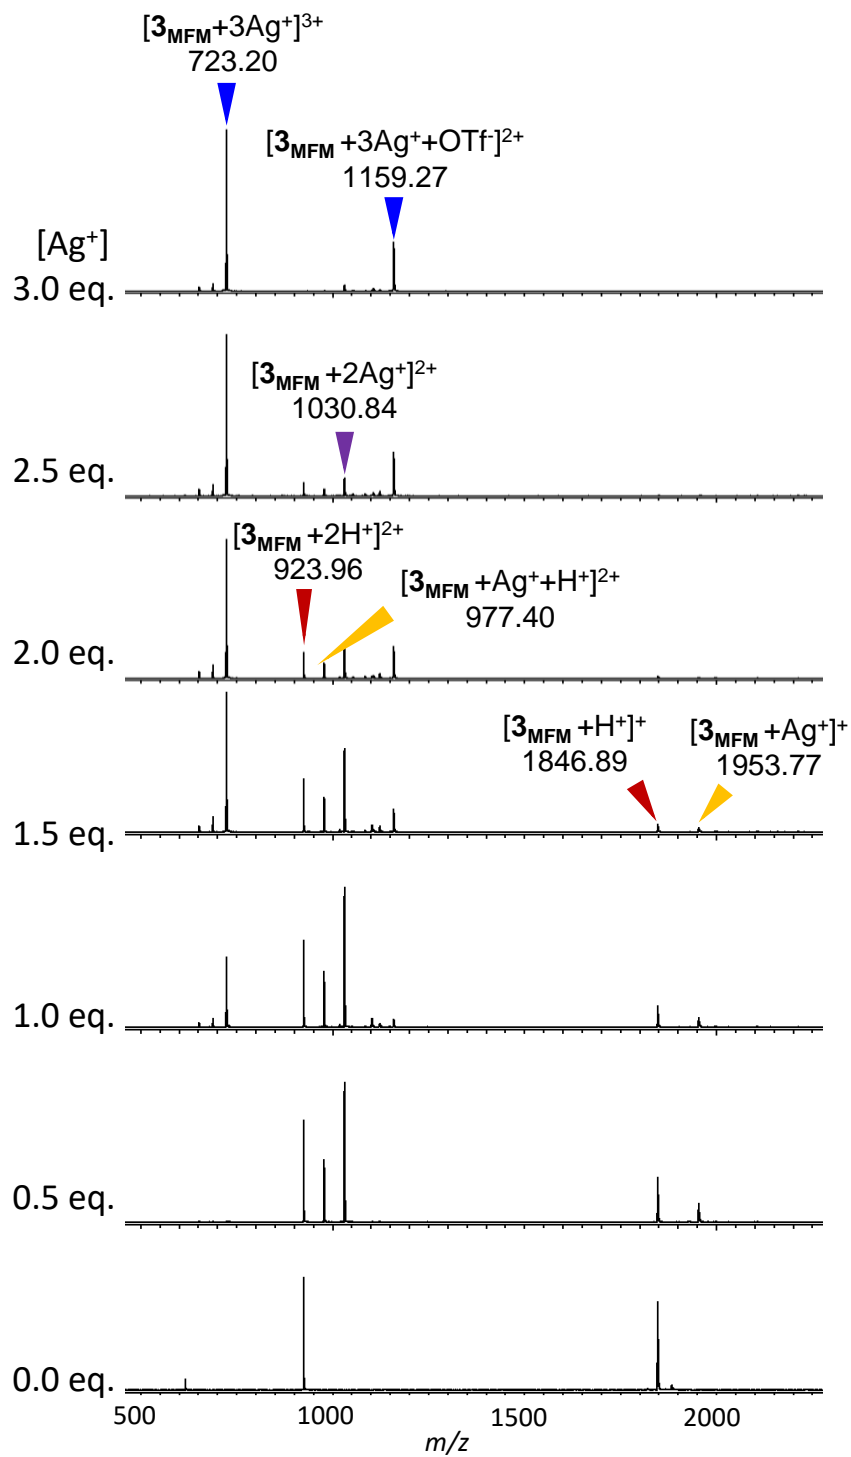 [3MFM+3Ag⁺]³⁺
723.20
[3MFM +3Ag⁺+OTf⁻]²⁺
1159.27
[Ag⁺]
3.0 eq.
[3MFM +2Ag⁺]²⁺
1030.84
2.5 eq.
[3MFM +2H⁺]²⁺
923.96
[3MFM +Ag⁺+H⁺]²⁺
977.40
2.0 eq.
[3MFM +H⁺]⁺
1846.89
[3MFM +Ag⁺]⁺
1953.77
1.5 eq.
1.0 eq.
0.5 eq.
0.0 eq.
500 1000 1500 2000
m/z